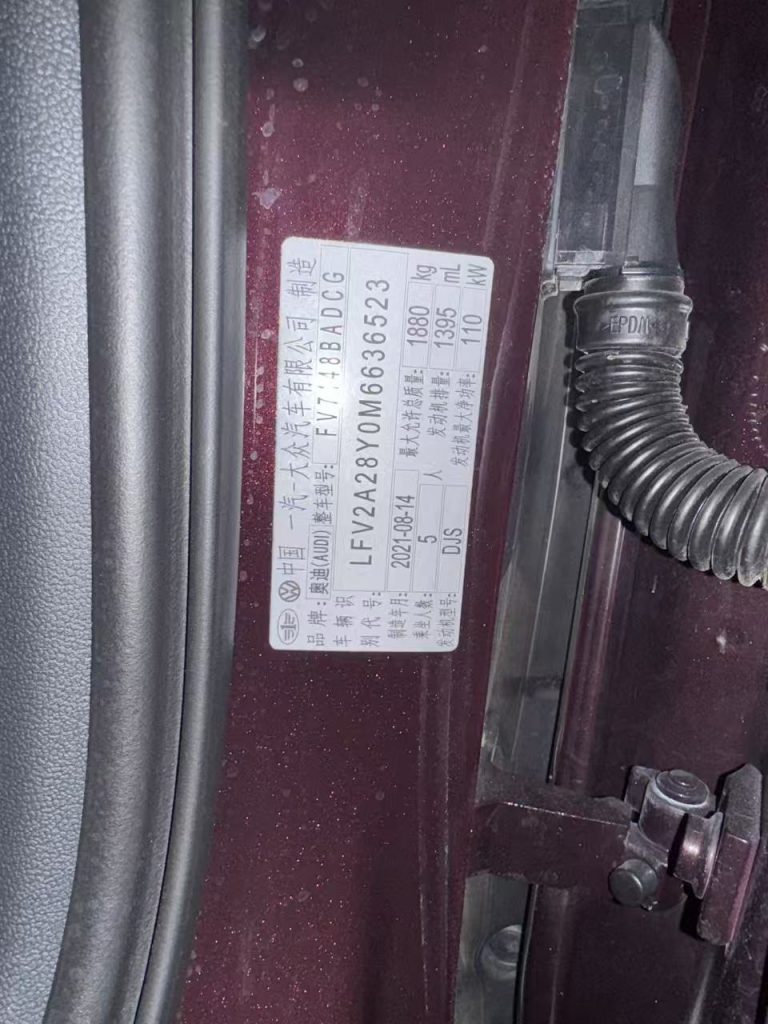 中国 一汽-大众汽车有限公司 制造
品牌: 奥迪(AUDI) 整车型号: FV7148BADCG
车辆识
别代号: LFV2A28Y0M6636523
制造年月: 2021-08-14 最大允许总质量: 1880 kg
乘坐人数: 5 人 发动机排量: 1395 mL
发动机型号: DJS 发动机最大净功率: 110 kW
EPDM